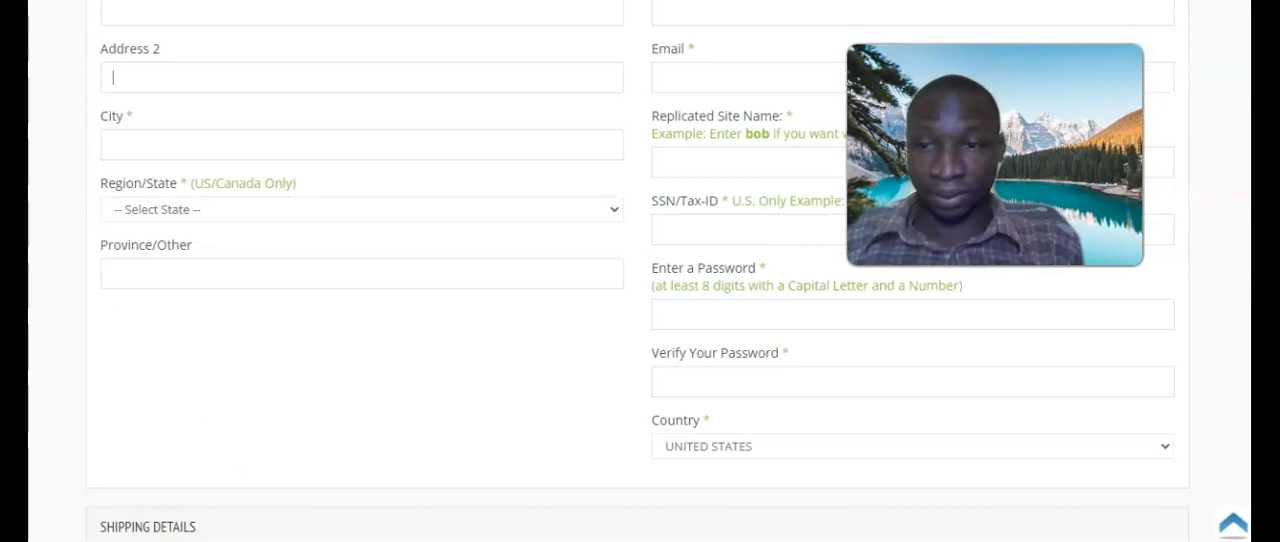 Address 2
City *
Region/State * (US/Canada Only)
-- Select State --
Province/Other
Email *
Replicated Site Name: *
Example: Enter bob if you want
SSN/Tax-ID * U.S. Only Example:
Enter a Password *
(at least 8 digits with a Capital Letter and a Number)
Verify Your Password *
Country *
UNITED STATES
SHIPPING DETAILS